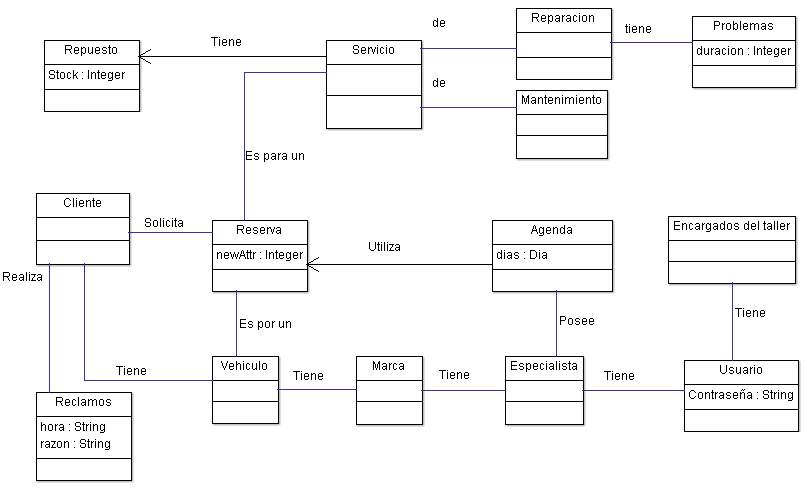 de
Reparacion
tiene
Problemas
duracion : Integer
Tiene
Repuesto
Stock : Integer
Servicio
de
Mantenimiento
Es para un
Cliente
Solicita
Reserva
newAttr : Integer
Utiliza
Agenda
dias : Dia
Encargados del taller
Realiza
Es por un
Posee
Tiene
Tiene
Vehiculo
Tiene
Marca
Tiene
Especialista
Tiene
Usuario
Contraseña : String
Reclamos
hora : String
razon : String